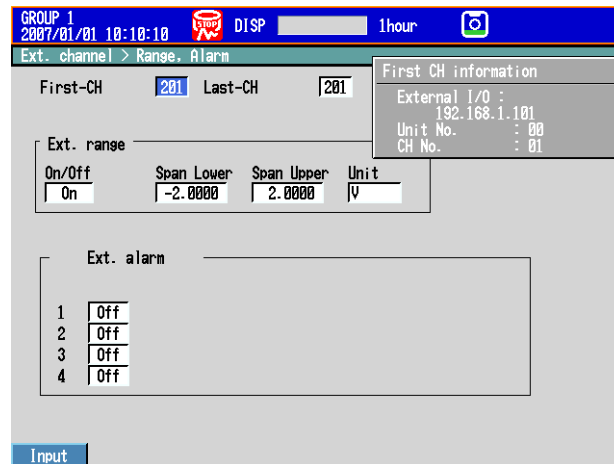 GROUP 1
2007/01/01 10:10:10 STOP DISP 1hour
Ext. channel > Range, Alarm
First-CH 201 Last-CH 201
First CH information
External I/O :
192.168.1.101
Unit No. : 00
CH No. : 01
Ext. range
On/Off Span Lower Span Upper Unit
On -2.0000 2.0000 V
Ext. alarm
1 Off
2 Off
3 Off
4 Off
Input